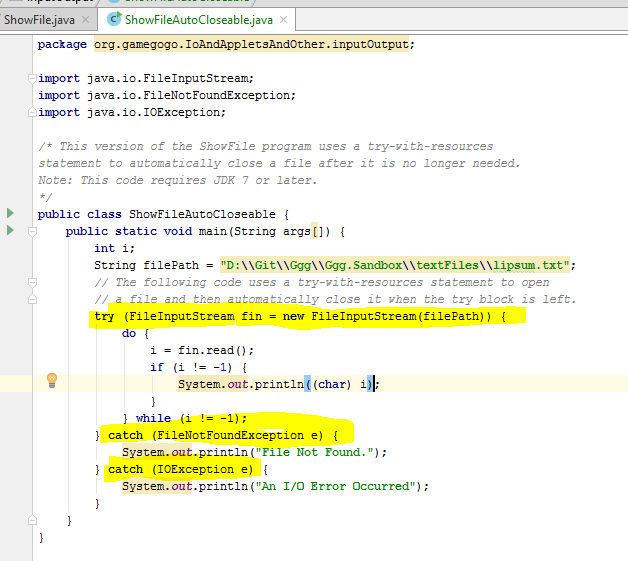 inputOutput ShowFileAutoCloseable
ShowFile.java ShowFileAutoCloseable.java
package org.gamegogo.IoAndAppletsAndOther.inputOutput;
import java.io.FileInputStream;
import java.io.FileNotFoundException;
import java.io.IOException;
/* This version of the ShowFile program uses a try-with-resources
statement to automatically close a file after it is no longer needed.
Note: This code requires JDK 7 or later.
*/
public class ShowFileAutoCloseable {
public static void main(String args[]) {
int i;
String filePath = "D:\\Git\\Ggg\\Ggg.Sandbox\\textFiles\\lipsum.txt";
// The following code uses a try-with-resources statement to open
// a file and then automatically close it when the try block is left.
try (FileInputStream fin = new FileInputStream(filePath)) {
do {
i = fin.read();
if (i != -1) {
System.out.println((char) i);
}
} while (i != -1);
} catch (FileNotFoundException e) {
System.out.println("File Not Found.");
} catch (IOException e) {
System.out.println("An I/O Error Occurred");
}
}
}